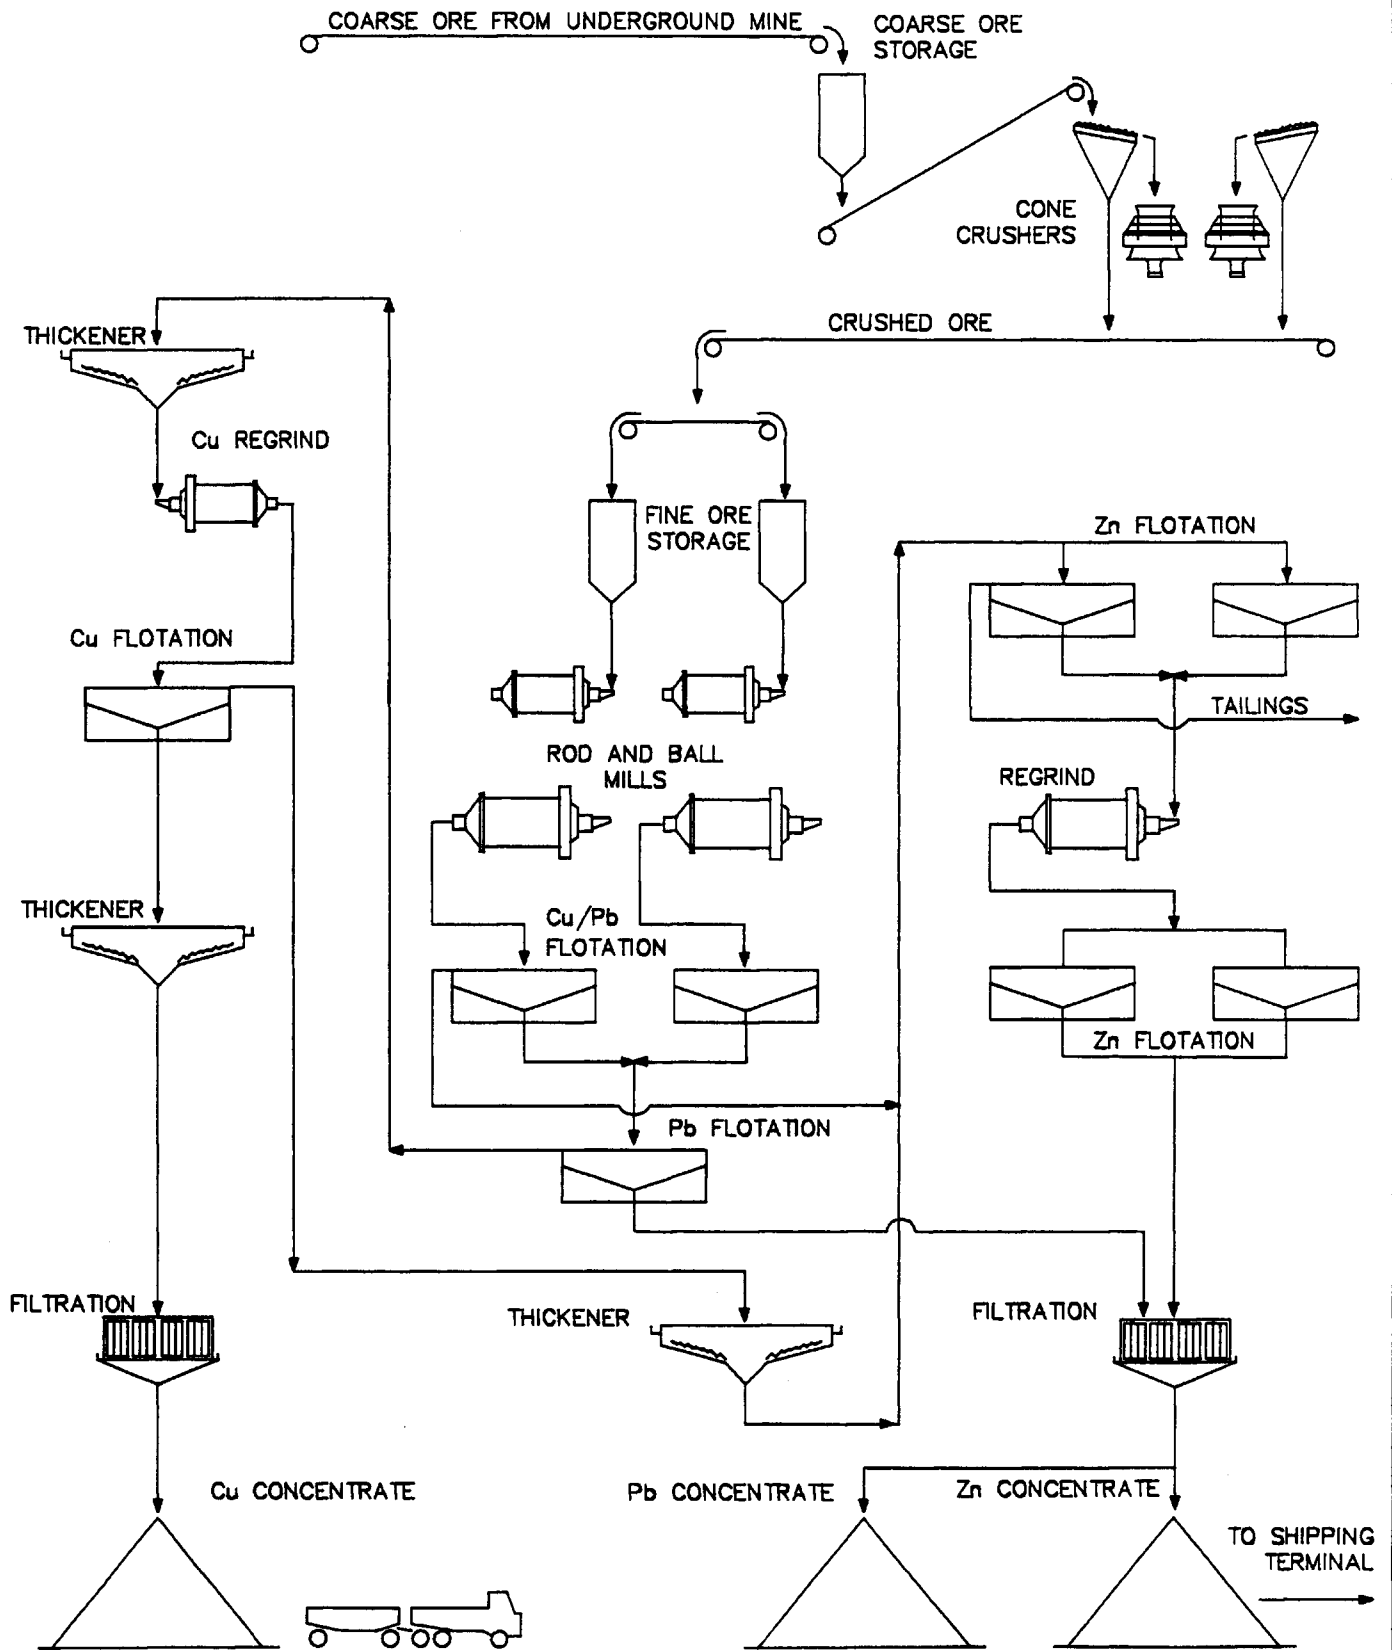 COARSE ORE FROM UNDERGROUND MINE
COARSE ORE
STORAGE
CONE
CRUSHERS
CRUSHED ORE
THICKENER
Cu REGRIND
FINE ORE
STORAGE
Zn FLOTATION
Cu FLOTATION
TAILINGS
ROD AND BALL
MILLS
REGRIND
THICKENER
Cu/Pb
FLOTATION
Zn FLOTATION
Pb FLOTATION
FILTRATION
THICKENER
FILTRATION
Cu CONCENTRATE
Pb CONCENTRATE
Zn CONCENTRATE
TO SHIPPING
TERMINAL